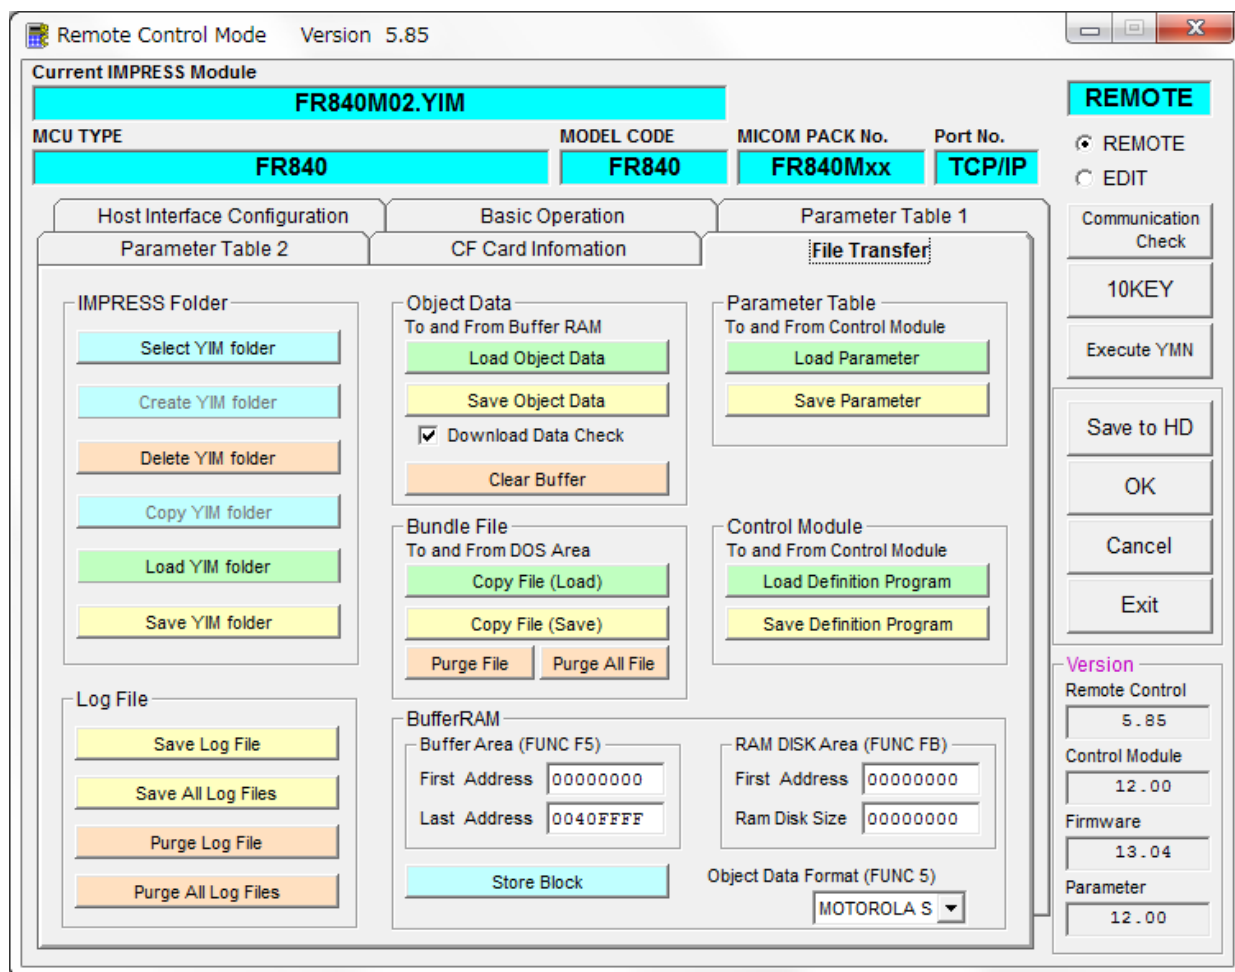 Remote Control Mode Version 5.85
X
Current IMPRESS Module
FR840M02.YIM
REMOTE
MCU TYPE
MODEL CODE
MICOM PACK No.
Port No.
FR840
FR840
FR840Mxx
TCP/IP
REMOTE
EDIT
Host Interface Configuration
Basic Operation
Parameter Table 1
Parameter Table 2
CF Card Infomation
File Transfer
Communication
Check
10KEY
Execute YMN
Save to HD
OK
Cancel
Exit
IMPRESS Folder
Select YIM folder
Create YIM folder
Delete YIM folder
Copy YIM folder
Load YIM folder
Save YIM folder
Log File
Save Log File
Save All Log Files
Purge Log File
Purge All Log Files
Object Data
To and From Buffer RAM
Load Object Data
Save Object Data
Download Data Check
Clear Buffer
Bundle File
To and From DOS Area
Copy File (Load)
Copy File (Save)
Purge File
Purge All File
Parameter Table
To and From Control Module
Load Parameter
Save Parameter
Control Module
To and From Control Module
Load Definition Program
Save Definition Program
BufferRAM
Buffer Area (FUNC F5)
First Address 00000000
Last Address 0040FFFF
RAM DISK Area (FUNC FB)
First Address 00000000
Ram Disk Size 00000000
Store Block
Object Data Format (FUNC 5)
MOTOROLA S
Version
Remote Control
5.85
Control Module
12.00
Firmware
13.04
Parameter
12.00